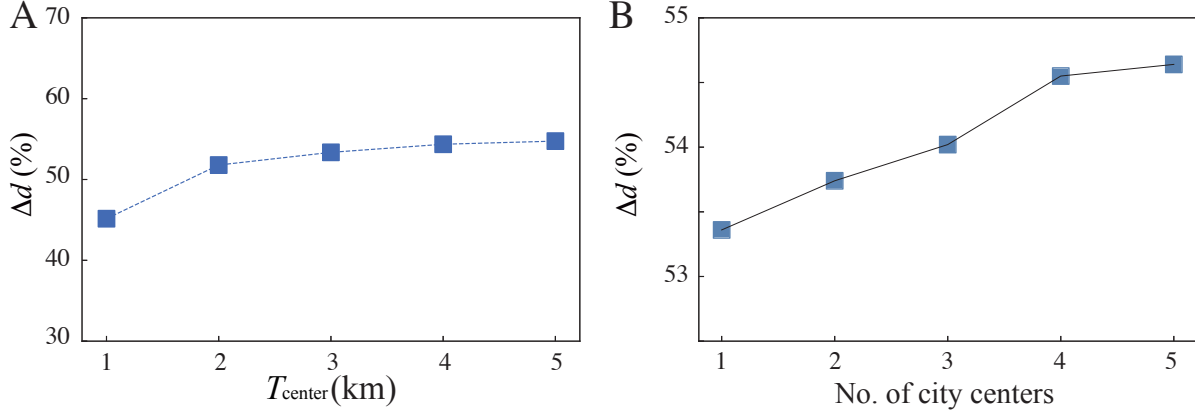 A
70
60
50
40
30
Δd (%)
1 2 3 4 5
Tcenter(km)
B
55
54
53
Δd (%)
1 2 3 4 5
No. of city centers